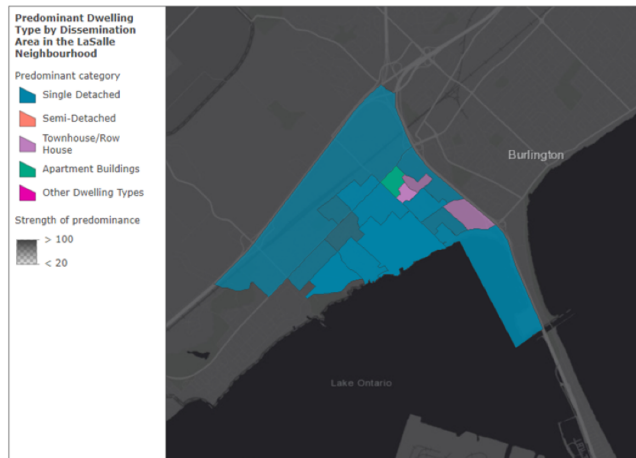 Predominant Dwelling
Type by Dissemination
Area in the LaSalle
Neighbourhood
Predominant category
Single Detached
Semi-Detached
Townhouse/Row
House
Apartment Buildings
Other Dwelling Types
Strength of predominance
> 100
< 20
Burlington
Lake Ontario